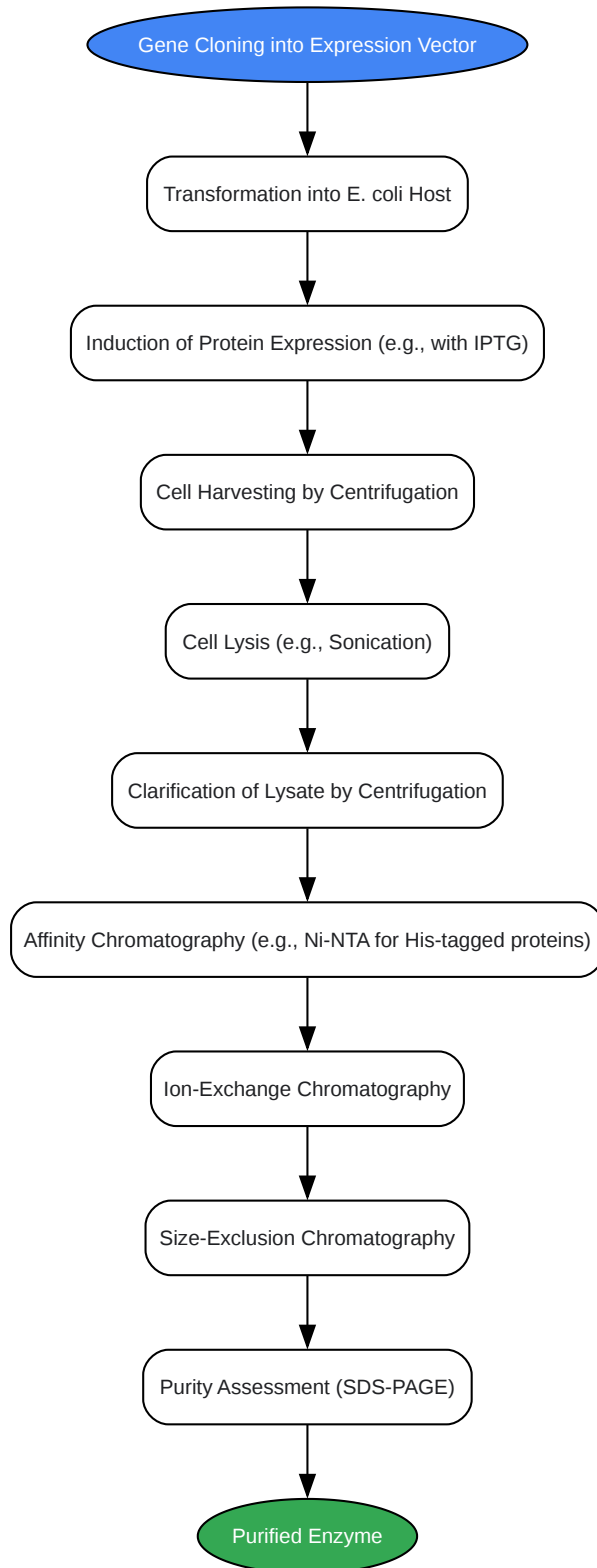 Gene Cloning into Expression Vector
Transformation into E. coli Host
Induction of Protein Expression (e.g., with IPTG)
Cell Harvesting by Centrifugation
Cell Lysis (e.g., Sonication)
Clarification of Lysate by Centrifugation
Affinity Chromatography (e.g., Ni-NTA for His-tagged proteins)
Ion-Exchange Chromatography
Size-Exclusion Chromatography
Purity Assessment (SDS-PAGE)
Purified Enzyme